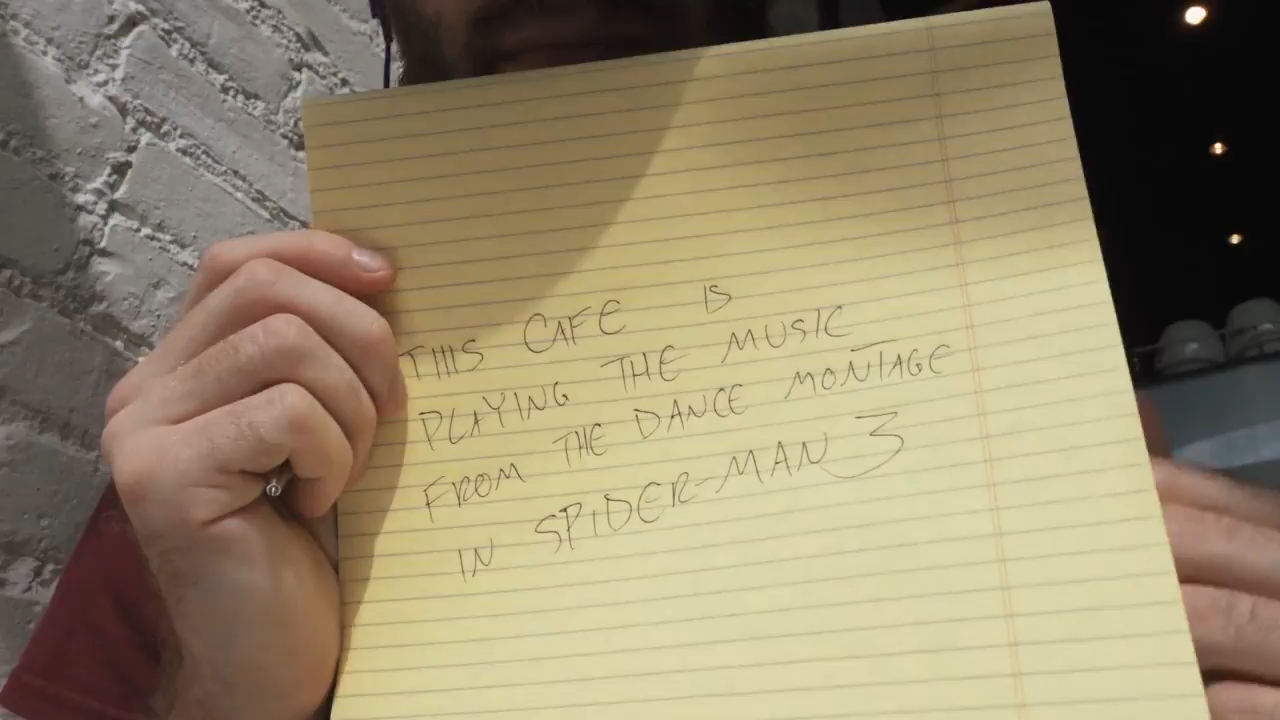 THIS CAFE IS
PLAYING THE MUSIC
FROM THE DANCE MONTAGE
IN SPIDER-MAN 3